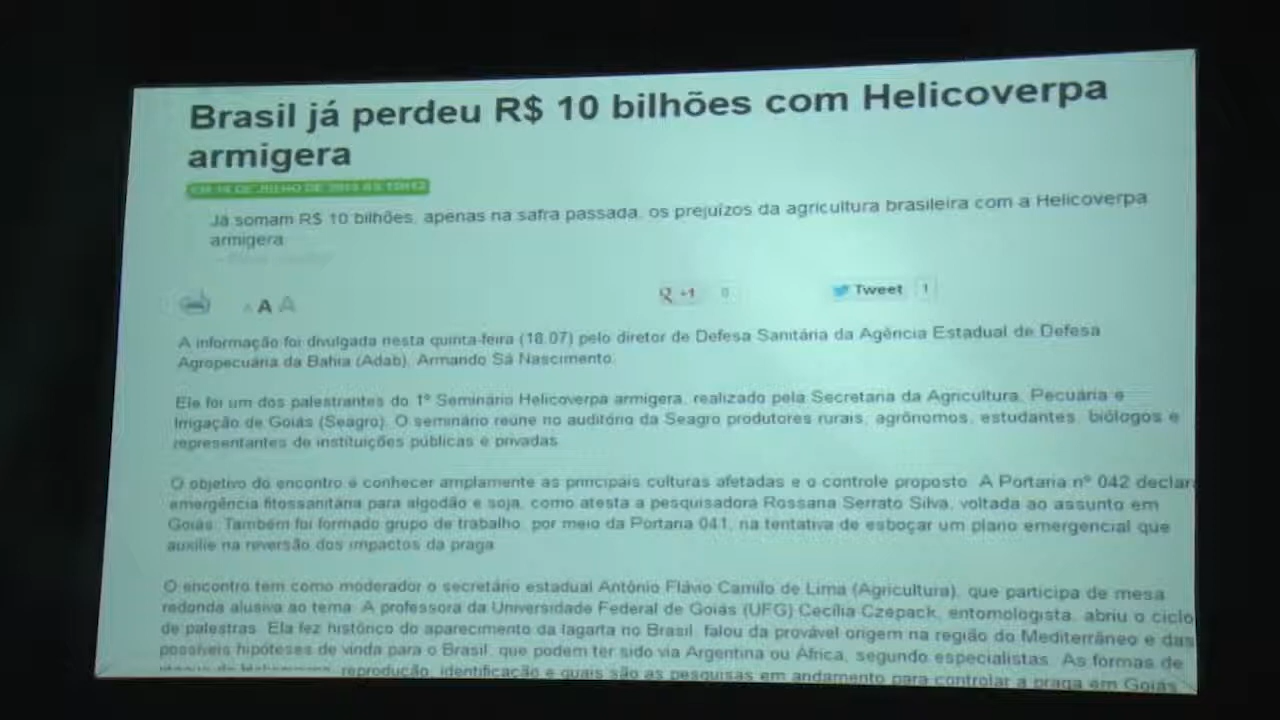 Brasil já perdeu R$ 10 bilhões com Helicoverpa
armigera
EM 18 DE JULHO DE
Já somam R$ 10 bilhões, apenas na safra passada, os prejuízos da agricultura brasileira com a Helicoverpa
armigera
A A
+1 0 Tweet 1
A informação foi divulgada nesta quinta-feira (18.07) pelo diretor de Defesa Sanitária da Agência Estadual de Defesa
Agropecuária da Bahia (Adab), Armando Sá Nascimento.
Ele foi um dos palestrantes do 1º Seminário Helicoverpa armigera, realizado pela Secretaria da Agricultura, Pecuária e
Irrigação de Goiás (Seagro). O seminário reúne no auditório da Seagro produtores rurais, agrônomos, estudantes, biólogos e
representantes de instituições públicas e privadas.
O objetivo do encontro é conhecer amplamente as principais culturas afetadas e o controle proposto. A Portaria nº 042 declara
emergência fitossanitária para algodão e soja, como atesta a pesquisadora Rossana Serrato Silva, voltada ao assunto em
Goiás. Também foi formado grupo de trabalho, por meio da Portaria 041, na tentativa de esboçar um plano emergencial que
auxilie na reversão dos impactos da praga.
O encontro tem como moderador o secretário estadual Antônio Flávio Camilo de Lima (Agricultura), que participa de mesa
redonda alusiva ao tema. A professora da Universidade Federal de Goiás (UFG) Cecília Czepack, entomologista, abriu o ciclo
de palestras. Ela fez histórico do aparecimento da lagarta no Brasil, falou da provável origem na região do Mediterrâneo e das
possíveis hipóteses de vinda para o Brasil, que podem ter sido via Argentina ou África, segundo especialistas. As formas de
reprodução, identificação e quais são as pesquisas em andamento para controlar a praga em Goiás